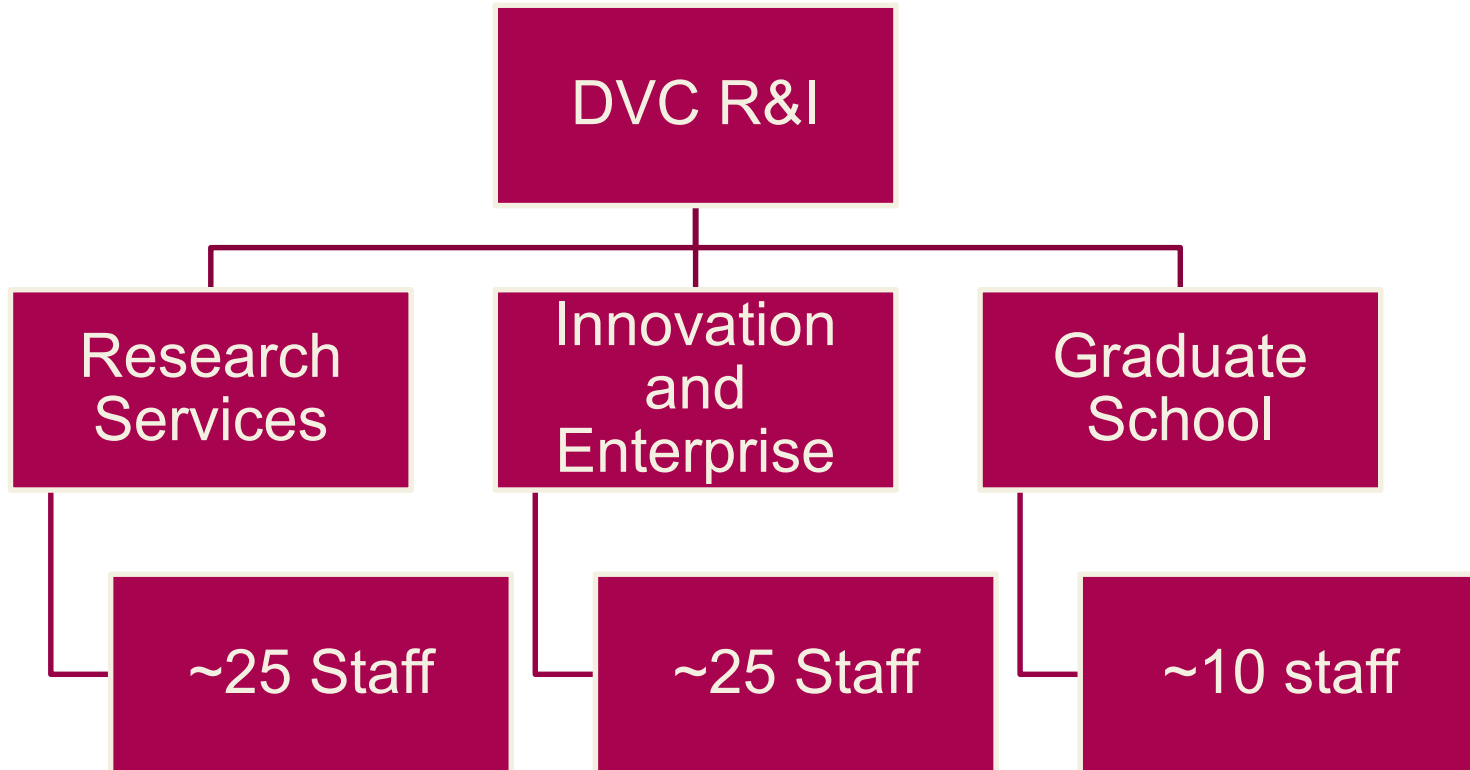 DVC R&I
Research
Services
Innovation
and
Enterprise
Graduate
School
~25 Staff
~25 Staff
~10 staff